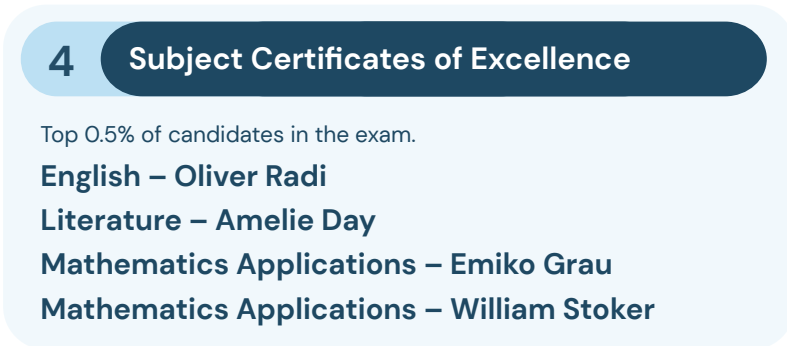 4 Subject Certificates of Excellence
Top 0.5% of candidates in the exam.
English – Oliver Radi
Literature – Amelie Day
Mathematics Applications – Emiko Grau
Mathematics Applications – William Stoker